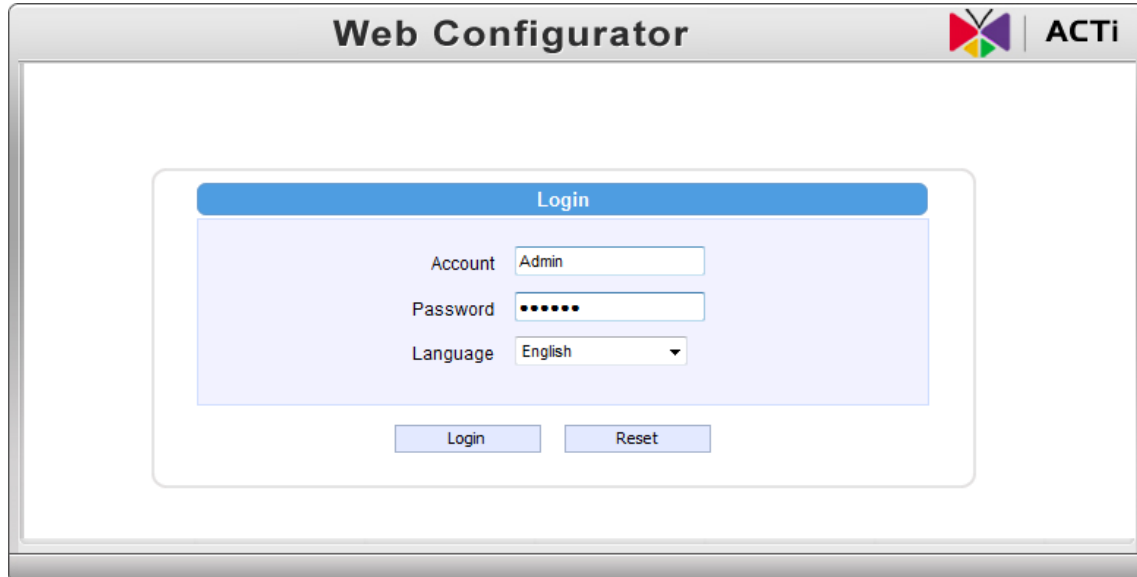 Web Configurator
ACTi
Login
Account Admin
Password ••••••
Language English
Login Reset